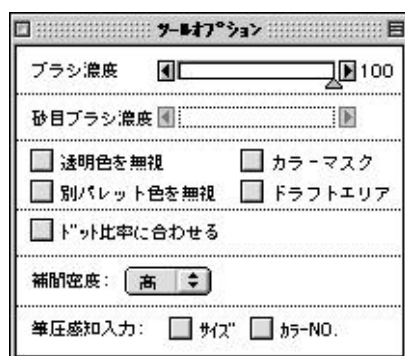 ツールオプション
ブラシ濃度 100
砂目ブラシ濃度
透明色を無視 カラーマスク
別パレット色を無視 ドラフトエリア
ドット比率に合わせる
補間密度: 高
筆圧感知入力: サイズ カラーNO.